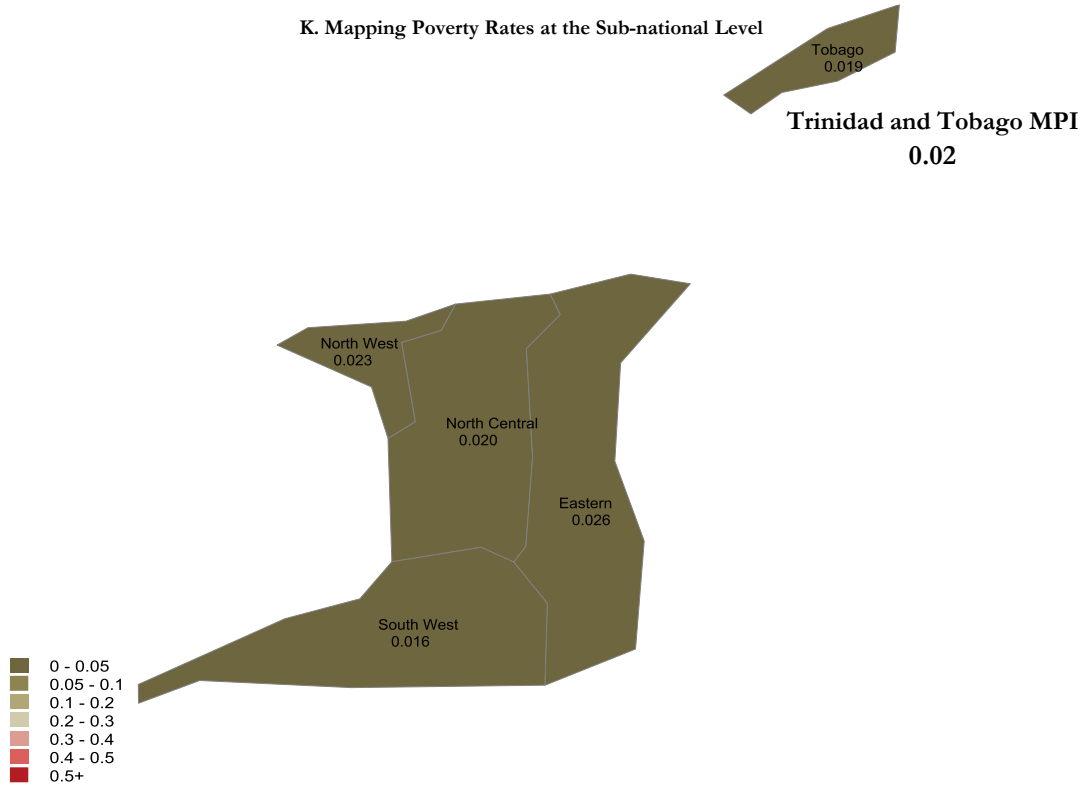 K. Mapping Poverty Rates at the Sub-national Level
Tobago
0.019
Trinidad and Tobago MPI
0.02
North West
0.023
North Central
0.020
Eastern
0.026
South West
0.016
0 - 0.05
0.05 - 0.1
0.1 - 0.2
0.2 - 0.3
0.3 - 0.4
0.4 - 0.5
0.5+